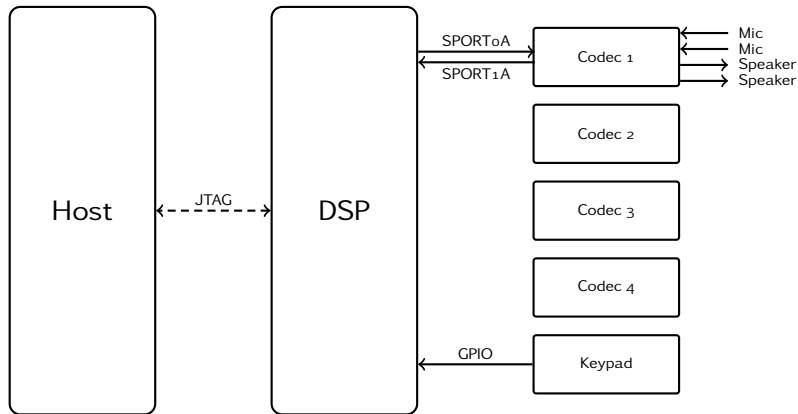 Host
JTAG
DSP
SPORT0A
SPORT1A
Codec 1
Mic
Mic
Speaker
Speaker
Codec 2
Codec 3
Codec 4
GPIO
Keypad